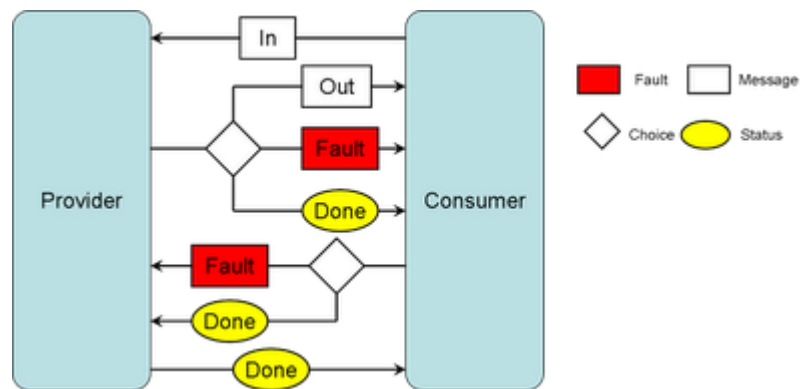 In
Out
Fault
Message
Fault
Choice
Status
Provider
Done
Consumer
Fault
Done
Done